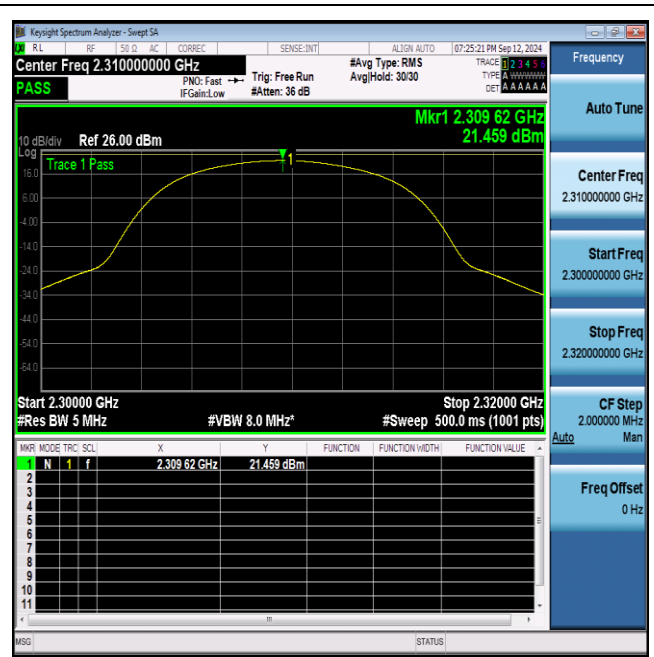 Keysight Spectrum Analyzer - Swept SA
RL RF 50 Ω AC CORREC SENSE:INT ALIGN AUTO 07:25:21 PM Sep 12, 2024
Center Freq 2.310000000 GHz
PASS
PNO: Fast
IFGain:Low
Trig: Free Run
#Atten: 36 dB
#Avg Type: RMS
Avg|Hold: 30/30
TRACE 1 2 3 4 5 6
TYPE A WWWWW
DET A A A A A A
Mkr1 2.309 62 GHz
21.459 dBm
10 dB/div Ref 26.00 dBm
Log
Trace 1 Pass
1
16.0
6.00
-4.00
-14.0
-24.0
-34.0
-44.0
-54.0
-64.0
Start 2.30000 GHz Stop 2.32000 GHz
#Res BW 5 MHz #VBW 8.0 MHz* #Sweep 500.0 ms (1001 pts)
MKR MODE TRC SCL X Y FUNCTION FUNCTION WIDTH FUNCTION VALUE
1 N 1 f 2.309 62 GHz 21.459 dBm
2
3
4
5
6
7
8
9
10
11
MSG STATUS
Frequency
Auto Tune
Center Freq
2.310000000 GHz
Start Freq
2.300000000 GHz
Stop Freq
2.320000000 GHz
CF Step
2.000000 MHz
Auto Man
Freq Offset
0 Hz